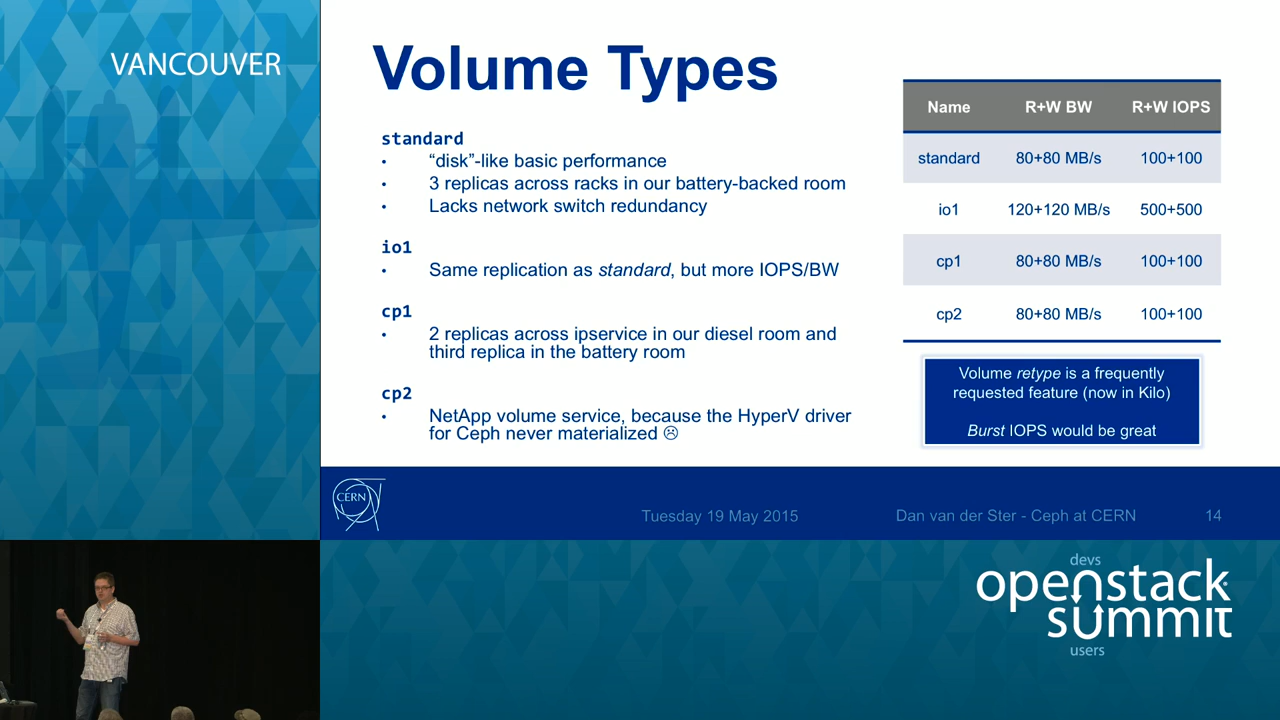 VANCOUVER
Volume Types
standard
• "disk"-like basic performance
• 3 replicas across racks in our battery-backed room
• Lacks network switch redundancy
io1
• Same replication as standard, but more IOPS/BW
cp1
• 2 replicas across ipservice in our diesel room and
third replica in the battery room
cp2
• NetApp volume service, because the HyperV driver
for Ceph never materialized ☹
Name R+W BW R+W IOPS
standard 80+80 MB/s 100+100
io1 120+120 MB/s 500+500
cp1 80+80 MB/s 100+100
cp2 80+80 MB/s 100+100
Volume retype is a frequently
requested feature (now in Kilo)
Burst IOPS would be great
CERN
Tuesday 19 May 2015 Dan van der Ster - Ceph at CERN 14
devs
openstack
summit
users